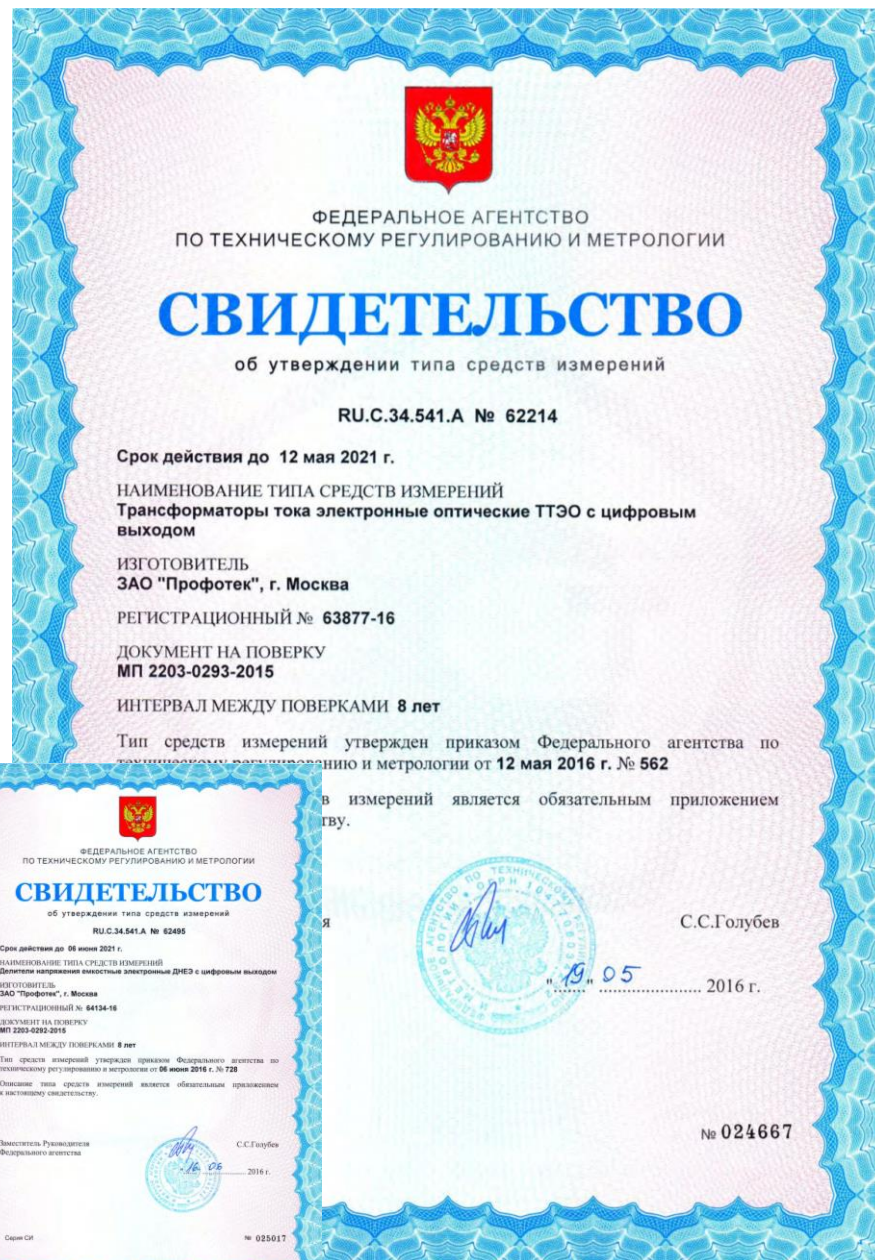 ФЕДЕРАЛЬНОЕ АГЕНТСТВО
ПО ТЕХНИЧЕСКОМУ РЕГУЛИРОВАНИЮ И МЕТРОЛОГИИ
СВИДЕТЕЛЬСТВО
об утверждении типа средств измерений
RU.C.34.541.A № 62214
Срок действия до 12 мая 2021 г.
НАИМЕНОВАНИЕ ТИПА СРЕДСТВ ИЗМЕРЕНИЙ
Трансформаторы тока электронные оптические ТТЭО с цифровым
выходом
ИЗГОТОВИТЕЛЬ
ЗАО "Профотек", г. Москва
РЕГИСТРАЦИОННЫЙ № 63877-16
ДОКУМЕНТ НА ПОВЕРКУ
МП 2203-0293-2015
ИНТЕРВАЛ МЕЖДУ ПОВЕРКАМИ 8 лет
Тип средств измерений утвержден приказом Федерального агентства по
техническому регулированию и метрологии от 12 мая 2016 г. № 562
в измерений является обязательным приложением
тву.
я
С.С.Голубев
"19" 05 2016 г.
№ 024667
ФЕДЕРАЛЬНОЕ АГЕНТСТВО
ПО ТЕХНИЧЕСКОМУ РЕГУЛИРОВАНИЮ И МЕТРОЛОГИИ
СВИДЕТЕЛЬСТВО
об утверждении типа средств измерений
RU.C.34.541.A № 62495
Срок действия до 06 июня 2021 г.
НАИМЕНОВАНИЕ ТИПА СРЕДСТВ ИЗМЕРЕНИЙ
Делители напряжения емкостные электронные ДНЕЭ с цифровым выходом
ИЗГОТОВИТЕЛЬ
ЗАО "Профотек", г. Москва
РЕГИСТРАЦИОННЫЙ № 64134-16
ДОКУМЕНТ НА ПОВЕРКУ
МП 2203-0292-2015
ИНТЕРВАЛ МЕЖДУ ПОВЕРКАМИ 8 лет
Тип средств измерений утвержден приказом Федерального агентства по
техническому регулированию и метрологии от 06 июня 2016 г. № 728
Описание типа средств измерений является обязательным приложением
к настоящему свидетельству.
Заместитель Руководителя
Федерального агентства
С.С.Голубев
16 06 2016 г.
Серия СИ
№ 025017